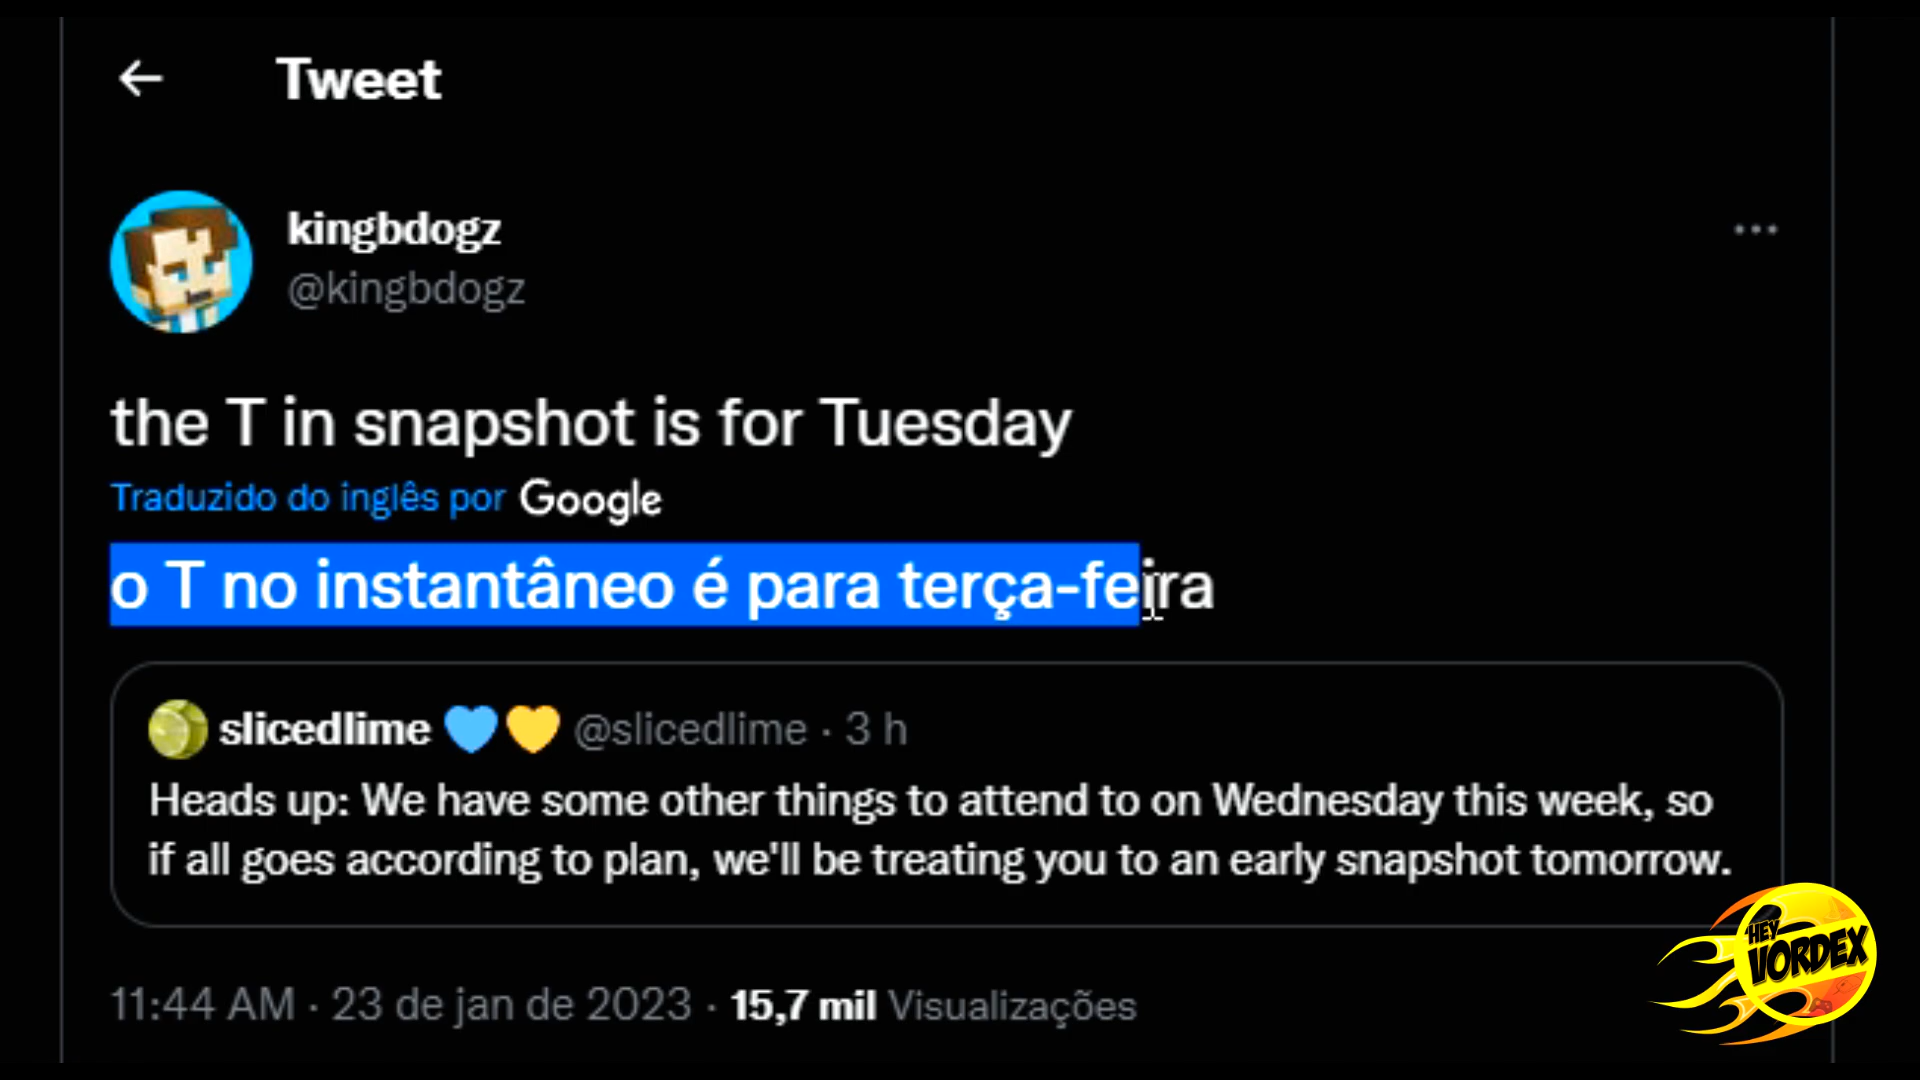 Tweet
kingbdogz
@kingbdogz
the T in snapshot is for Tuesday
Traduzido do inglês por Google
o T no instantâneo é para terça-feira
slicedlime 💙💛 @slicedlime · 3 h
Heads up: We have some other things to attend to on Wednesday this week, so
if all goes according to plan, we'll be treating you to an early snapshot tomorrow.
HEY
VORDEX
11:44 AM · 23 de jan de 2023 · 15,7 mil Visualizações